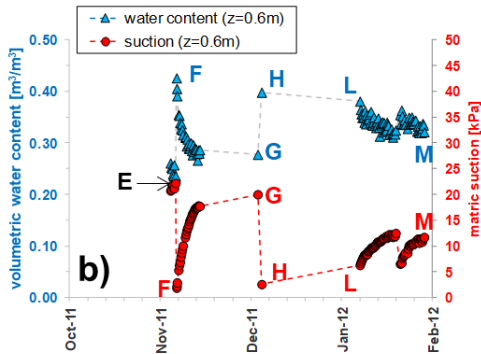 water content (z=0.6m)
suction (z=0.6m)
0.50
0.40
0.30
0.20
0.10
0.00
volumetric water content [m³/m³]
50
45
40
35
30
25
20
15
10
5
0
matric suction [kPa]
F
H
L
E
G
M
G
M
F
H
L
b)
Oct-11
Nov-11
Dec-11
Jan-12
Feb-12